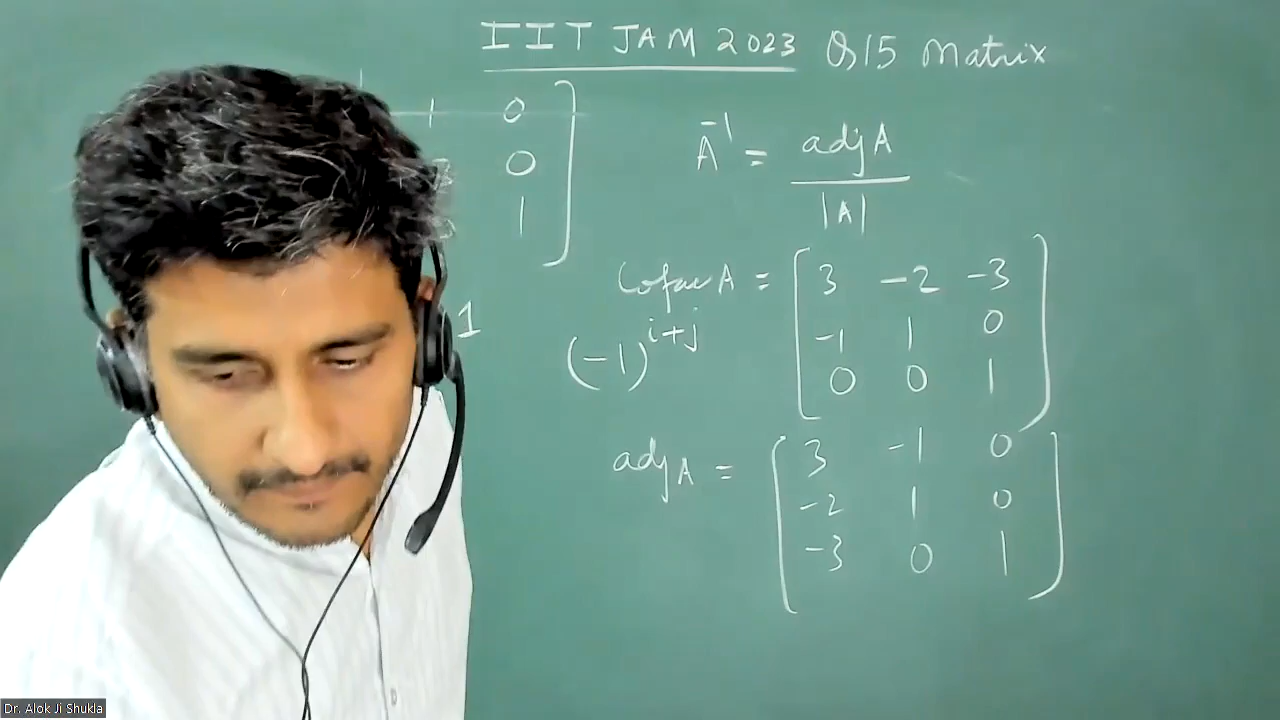 IIT JAM 2023 Q15 Matrix
1 0
0
1
A⁻¹ = adj A / |A|
1
Cofac A = [ 3 -2 -3
-1 1 0
0 0 1 ]
(-1)^{i+j}
adj A = [ 3 -1 0
-2 1 0
-3 0 1 ]
Dr. Alok Ji Shukla